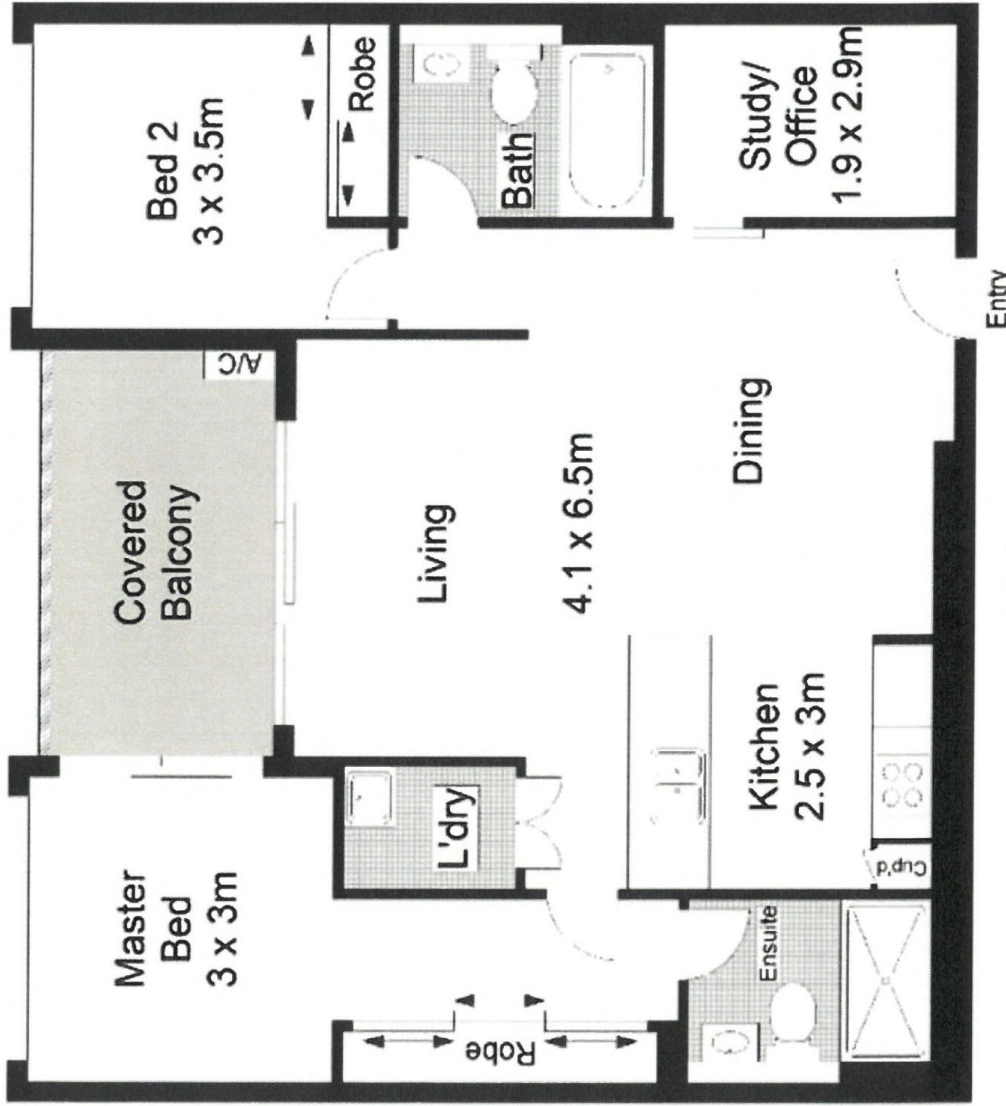 Master
Bed
3 x 3m
Covered
Balcony
A/C
Bed 2
3 x 3.5m
Robe
Robe
L'dry
Living
4.1 x 6.5m
Bath
Ensuite
Kitchen
2.5 x 3m
Cup'd
Dining
Study/
Office
1.9 x 2.9m
Entry